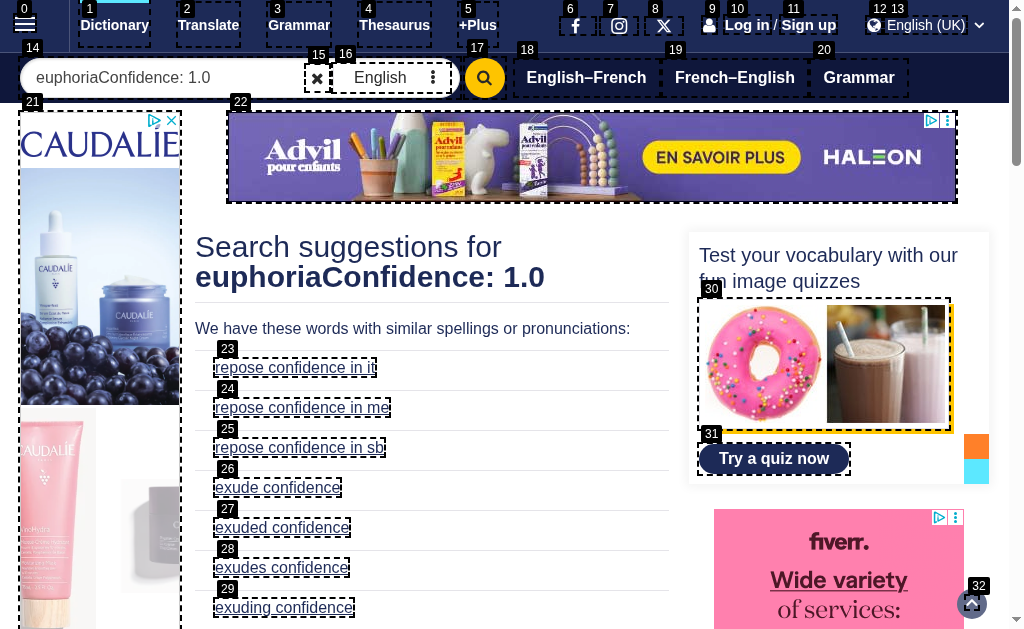 0 1 2 3 4 5 6 7 8 9 10 11 12 13
Dictionary Translate Grammar Thesaurus +Plus Log in / Sign up English (UK)
14 15 16 17 18 19 20
euphoriaConfidence: 1.0 English English–French French–English Grammar
21 22
CAUDALÍE
Advil
pour enfants
EN SAVOIR PLUS
HALEON
CAUDALIE
CAUDALIE
Search suggestions for
euphoriaConfidence: 1.0
We have these words with similar spellings or pronunciations:
23
repose confidence in it
24
repose confidence in me
25
repose confidence in sb
26
exude confidence
27
exuded confidence
28
exudes confidence
29
exuding confidence
Test your vocabulary with our
fun image quizzes
30
31
Try a quiz now
fiverr.
Wide variety
of services:
32